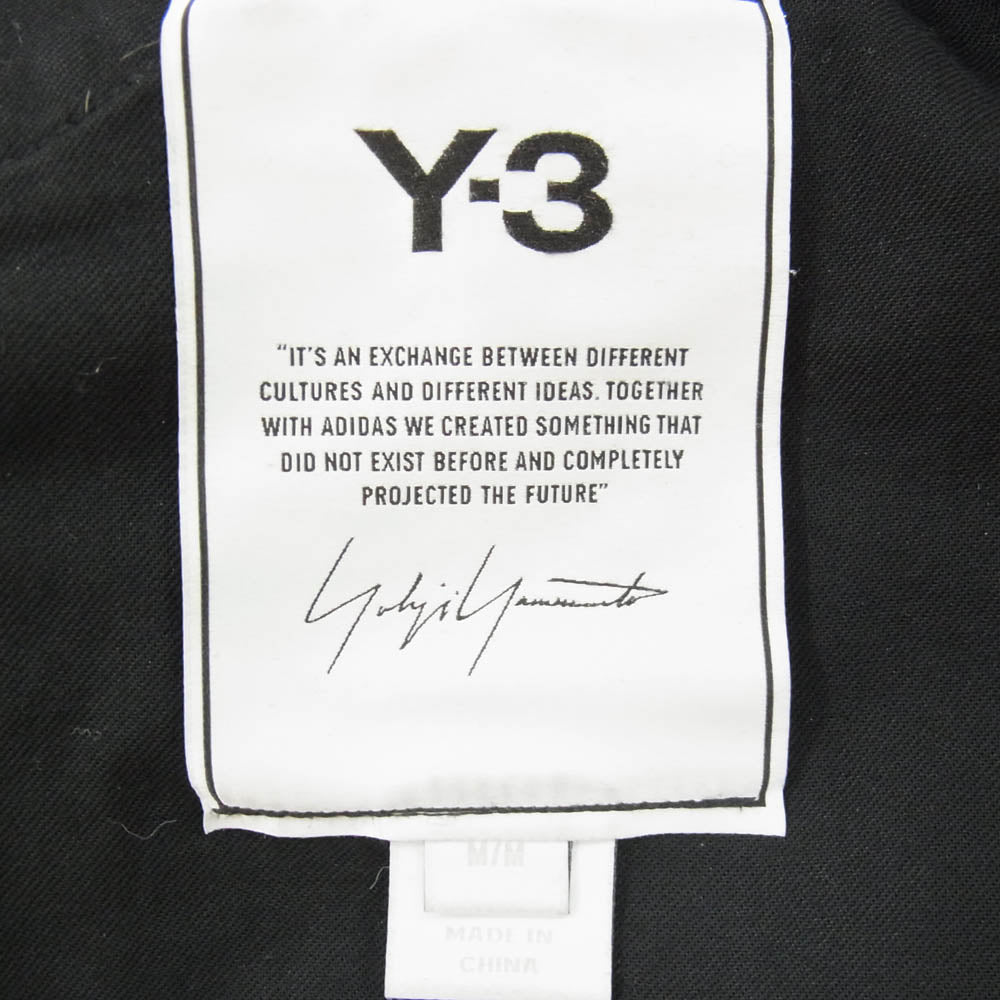 Y-3
“IT’S AN EXCHANGE BETWEEN DIFFERENT
CULTURES AND DIFFERENT IDEAS. TOGETHER
WITH ADIDAS WE CREATED SOMETHING THAT
DID NOT EXIST BEFORE AND COMPLETELY
PROJECTED THE FUTURE”
Yohji Yamamoto
M/M
MADE IN
CHINA